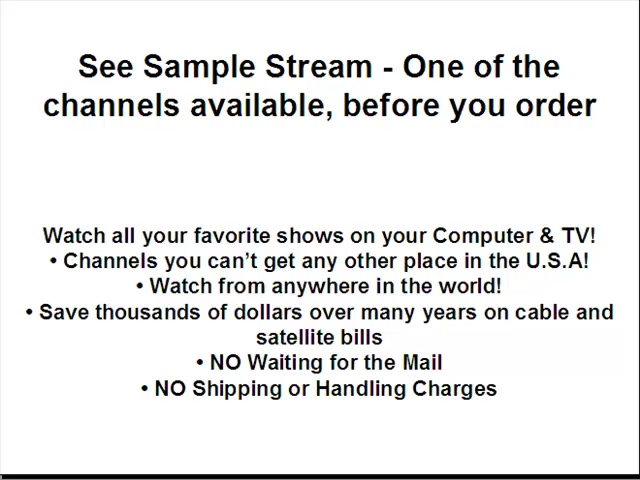 See Sample Stream - One of the
channels available, before you order
Watch all your favorite shows on your Computer & TV!
• Channels you can’t get any other place in the U.S.A!
• Watch from anywhere in the world!
• Save thousands of dollars over many years on cable and
satellite bills
• NO Waiting for the Mail
• NO Shipping or Handling Charges